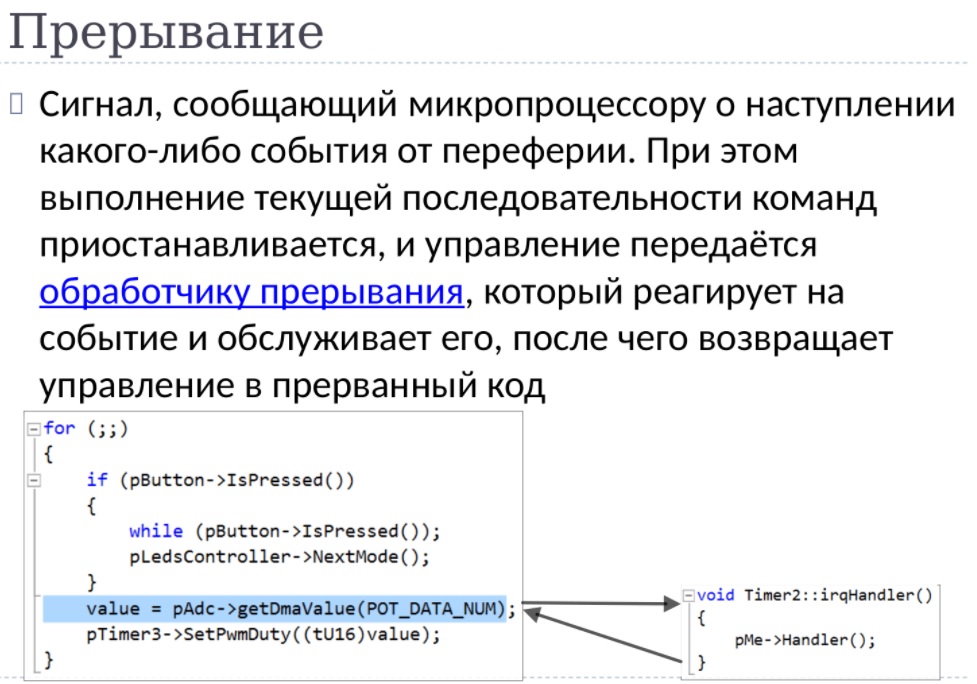 Прерывание
Сигнал, сообщающий микропроцессору о наступлении
какого-либо события от переферии. При этом
выполнение текущей последовательности команд
приостанавливается, и управление передаётся
обработчику прерывания, который реагирует на
событие и обслуживает его, после чего возвращает
управление в прерванный код
for (;;)
{
if (pButton->IsPressed())
{
while (pButton->IsPressed());
pLedsController->NextMode();
}
value = pAdc->getDmaValue(POT_DATA_NUM);
pTimer3->SetPwmDuty((tU16)value);
}
void Timer2::irqHandler()
{
pMe->Handler();
}